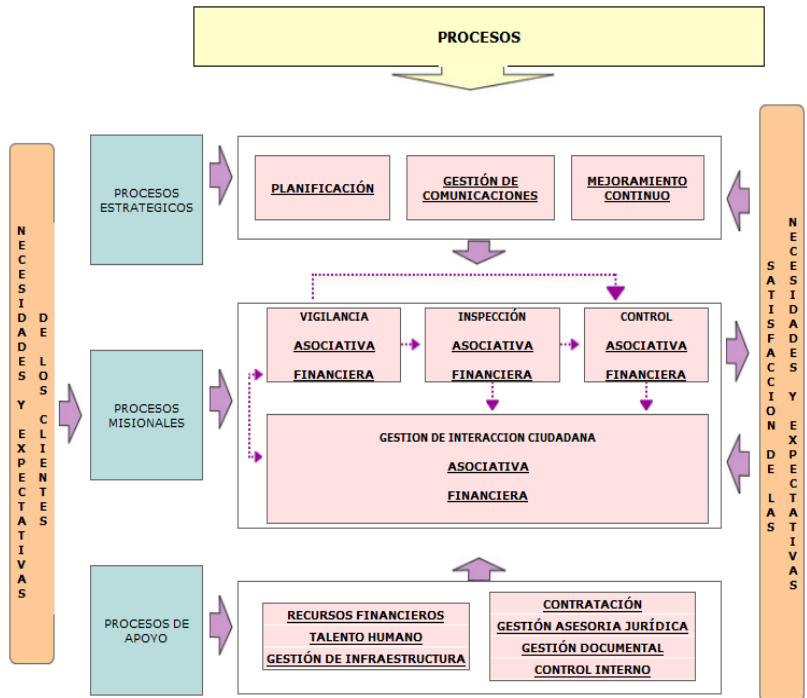 PROCESOS
NECESIDADES Y EXPECTATIVAS
DE LOS CLIENTES
PROCESOS
ESTRATEGICOS
PLANIFICACIÓN
GESTIÓN DE
COMUNICACIONES
MEJORAMIENTO
CONTINUO
PROCESOS
MISIONALES
VIGILANCIA
ASOCIATIVA
FINANCIERA
INSPECCIÓN
ASOCIATIVA
FINANCIERA
CONTROL
ASOCIATIVA
FINANCIERA
GESTION DE INTERACCION CIUDADANA
ASOCIATIVA
FINANCIERA
PROCESOS DE
APOYO
RECURSOS FINANCIEROS
TALENTO HUMANO
GESTIÓN DE INFRAESTRUCTURA
CONTRATACIÓN
GESTIÓN ASESORIA JURÍDICA
GESTIÓN DOCUMENTAL
CONTROL INTERNO
SATISFACCION DE LAS
NECESIDADES Y EXPECTATIVAS